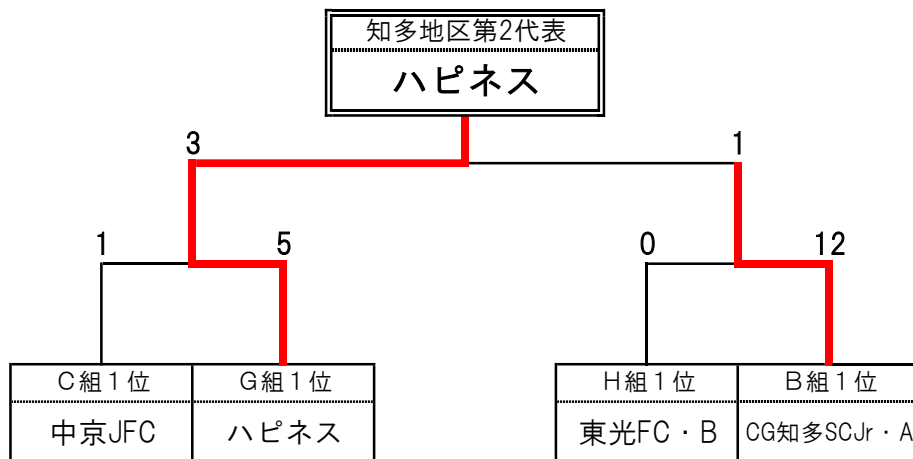 知多地区第2代表
ハピネス
3 1
1 5 0 12
C組1位 G組1位 H組1位 B組1位
中京JFC ハピネス 東光FC・B CG知多SCJr・A